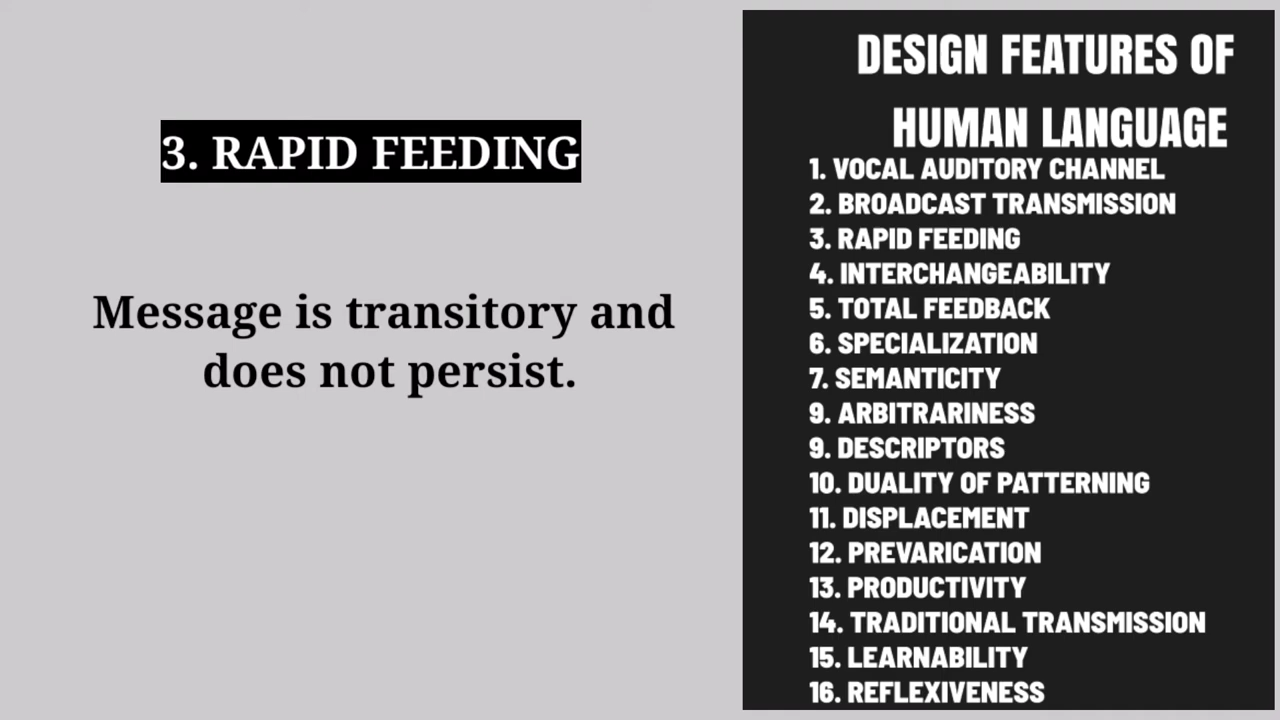 3. RAPID FEEDING
Message is transitory and
does not persist.
DESIGN FEATURES OF
HUMAN LANGUAGE
1. VOCAL AUDITORY CHANNEL
2. BROADCAST TRANSMISSION
3. RAPID FEEDING
4. INTERCHANGEABILITY
5. TOTAL FEEDBACK
6. SPECIALIZATION
7. SEMANTICITY
9. ARBITRARINESS
9. DESCRIPTORS
10. DUALITY OF PATTERNING
11. DISPLACEMENT
12. PREVARICATION
13. PRODUCTIVITY
14. TRADITIONAL TRANSMISSION
15. LEARNABILITY
16. REFLEXIVENESS